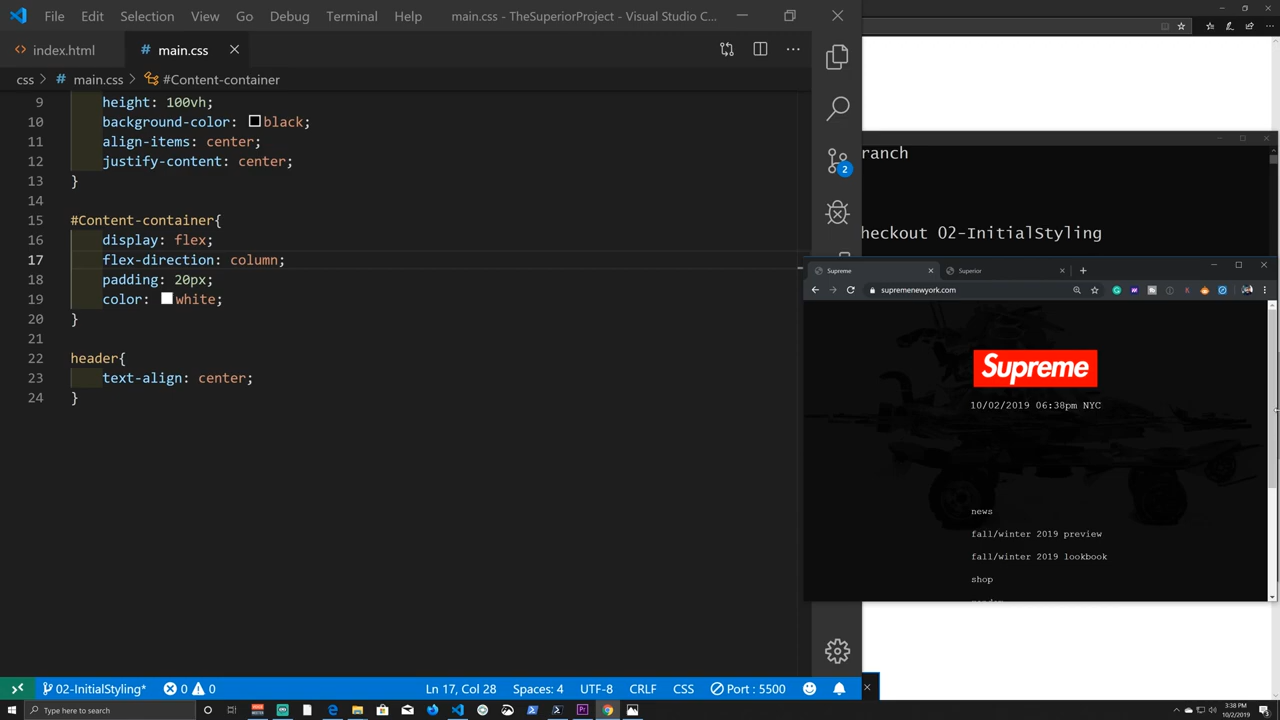 File Edit Selection View Go Debug Terminal Help main.css - TheSuperiorProject - Visual Studio C...
index.html main.css
css > main.css > #Content-container
9 height: 100vh;
10 background-color: black;
11 align-items: center;
12 justify-content: center;
13 }
14
15 #Content-container{
16 display: flex;
17 flex-direction: column;
18 padding: 20px;
19 color: white;
20 }
21
22 header{
23 text-align: center;
24 }
2
ranch
heckout 02-InitialStyling
Supreme Superior
supremenewyork.com
Supreme
10/02/2019 06:38pm NYC
news
fall/winter 2019 preview
fall/winter 2019 lookbook
shop
02-InitialStyling* 0 0 Ln 17, Col 28 Spaces: 4 UTF-8 CRLF CSS Port : 5500
Type here to search
3:38 PM
10/2/2019